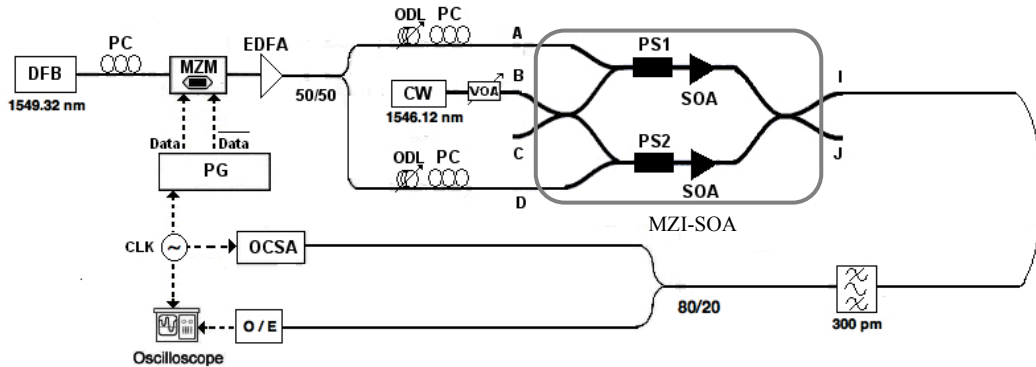 ODL PC A
PC EDFA PS1
DFB MZM B I
1549.32 nm 50/50 CW VOA SOA
1546.12 nm
Data Data C PS2 J
ODL PC
PG SOA
D
MZI-SOA
CLK ~ OCSA
80/20
O / E 300 pm
Oscilloscope